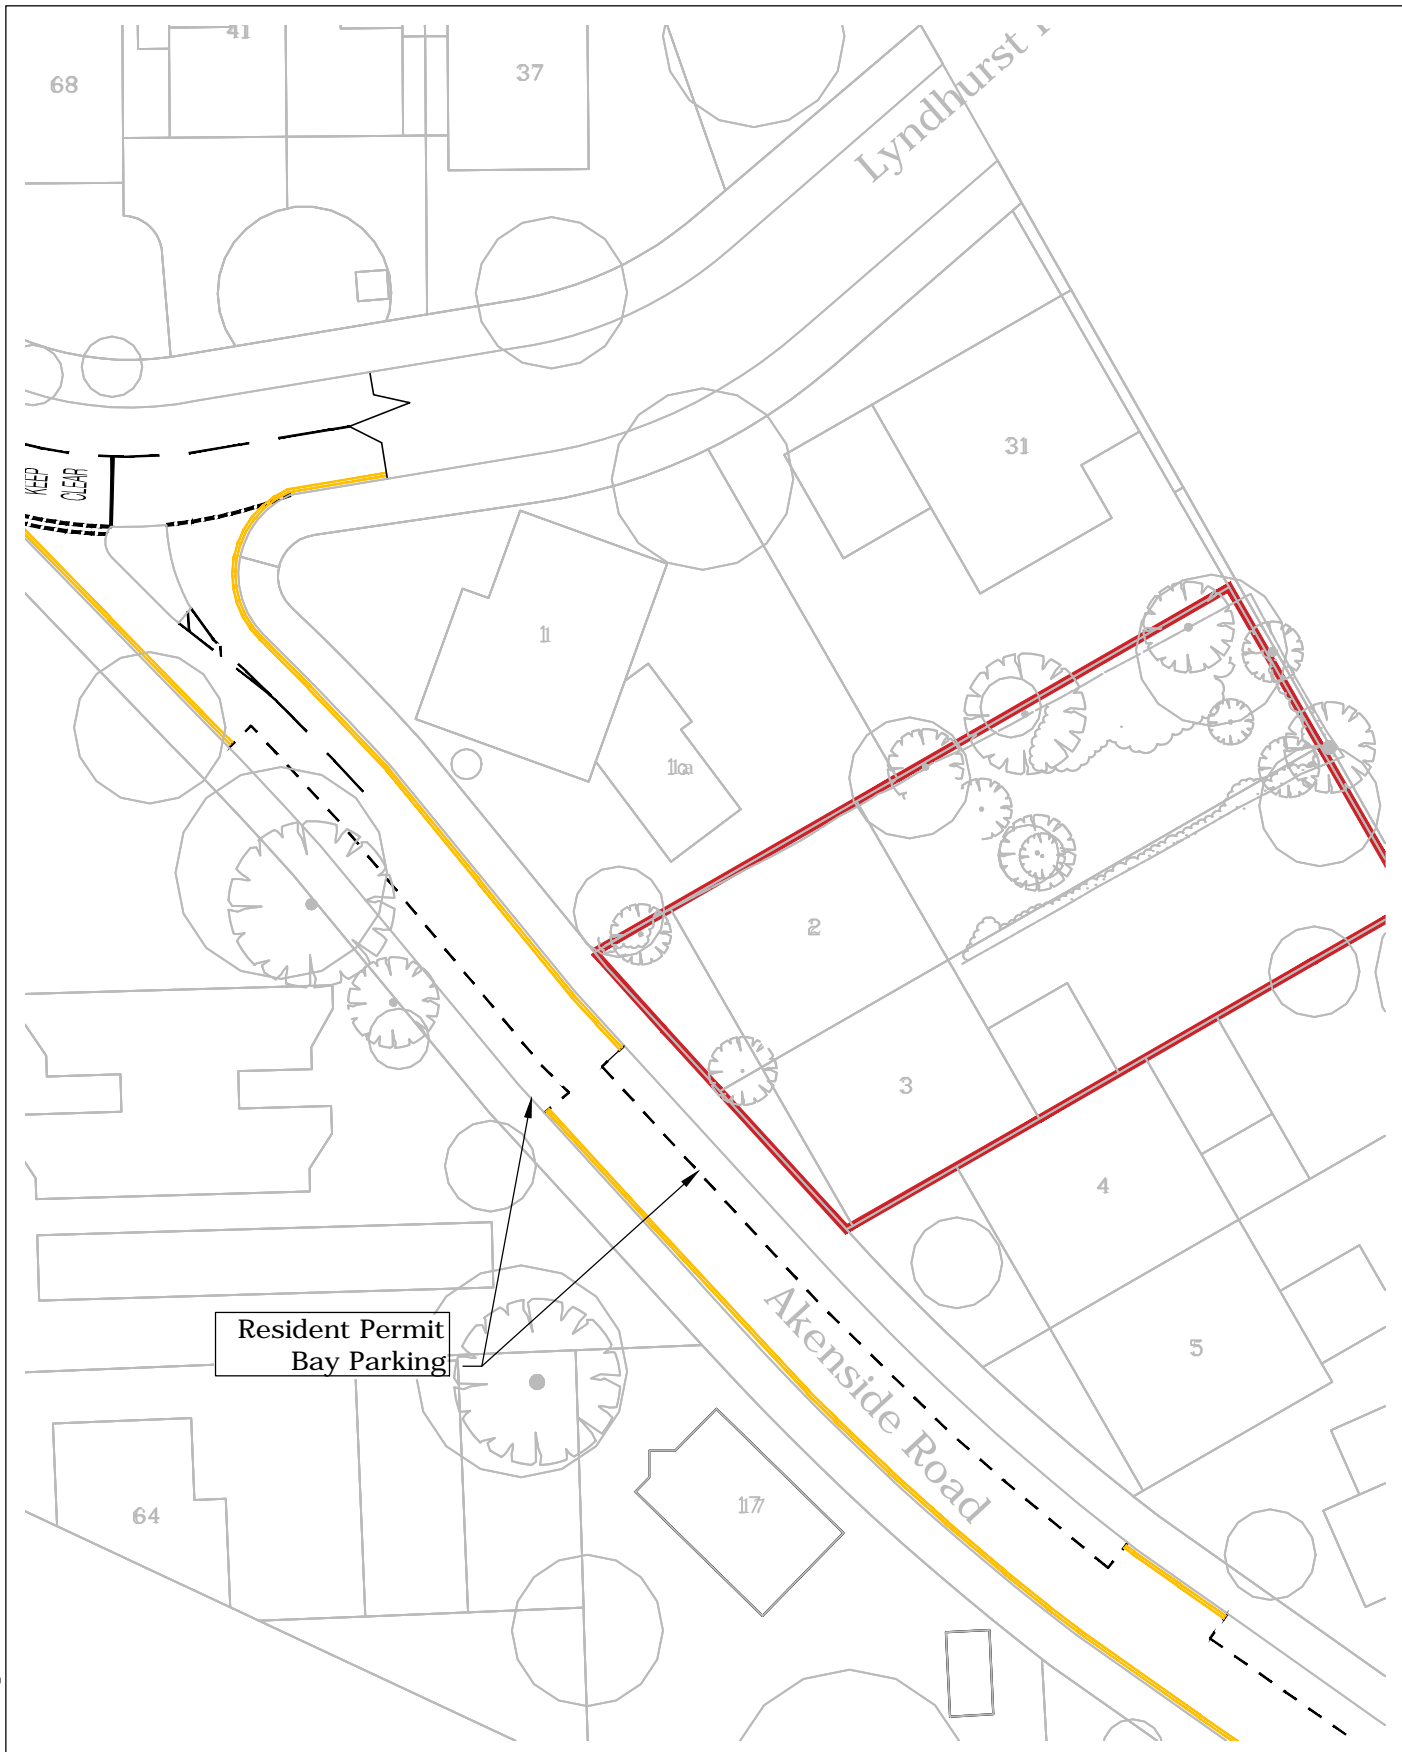 41
68
37
Lyndhurst
31
KEEP
CLEAR
1
1a
2
3
4
Resident Permit
Bay Parking
Akenside Road
5
17
64